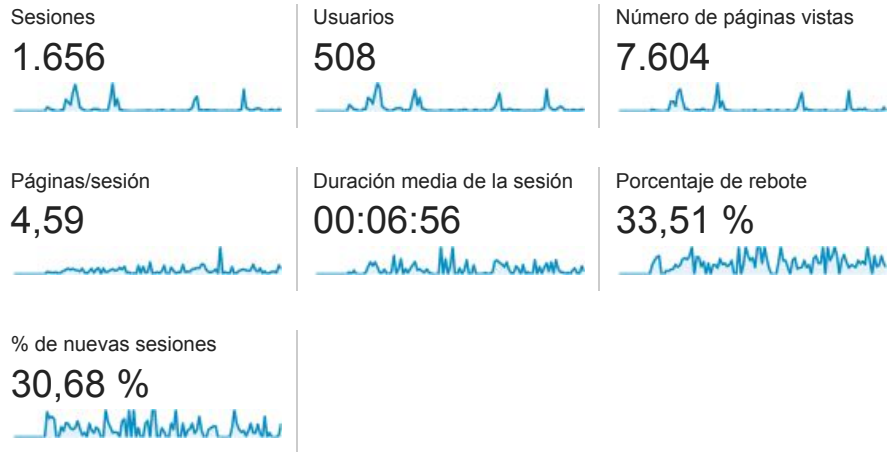 Sesiones
1.656
Usuarios
508
Número de páginas vistas
7.604
Páginas/sesión
4,59
Duración media de la sesión
00:06:56
Porcentaje de rebote
33,51 %
% de nuevas sesiones
30,68 %